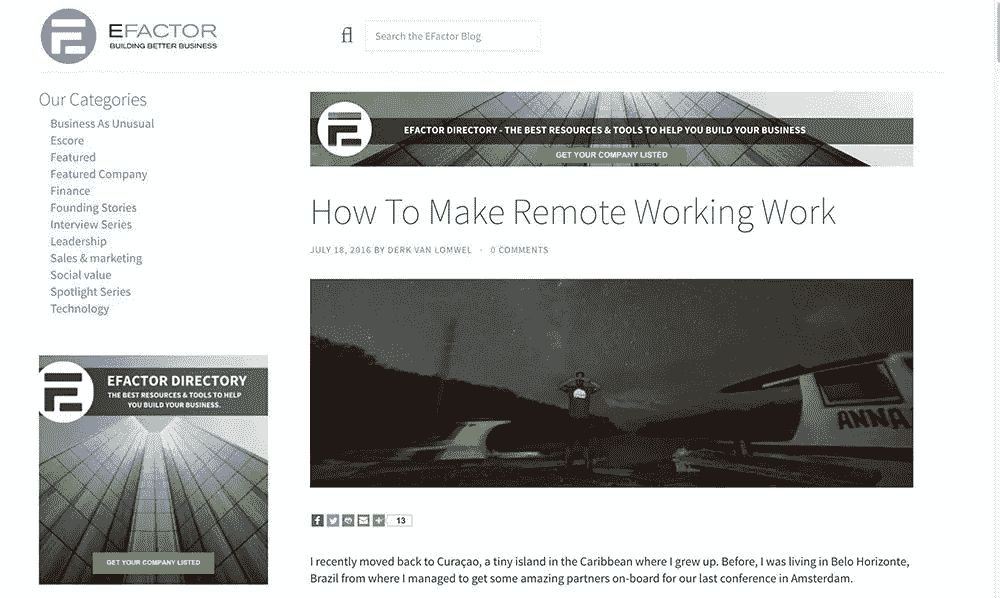 EFACTOR
BUILDING BETTER BUSINESS
Search the EFactor Blog
Our Categories
Business As Unusual
Escore
Featured
Featured Company
Finance
Founding Stories
Interview Series
Leadership
Sales & marketing
Social value
Spotlight Series
Technology
EFACTOR DIRECTORY
THE BEST RESOURCES & TOOLS TO HELP
YOU BUILD YOUR BUSINESS.
GET YOUR COMPANY LISTED
EFACTOR DIRECTORY - THE BEST RESOURCES & TOOLS TO HELP YOU BUILD YOUR BUSINESS
GET YOUR COMPANY LISTED
How To Make Remote Working Work
JULY 18, 2016 BY DERK VAN LOMWEL · 0 COMMENTS
ANNA
13
I recently moved back to Curaçao, a tiny island in the Caribbean where I grew up. Before, I was living in Belo Horizonte,
Brazil from where I managed to get some amazing partners on-board for our last conference in Amsterdam.